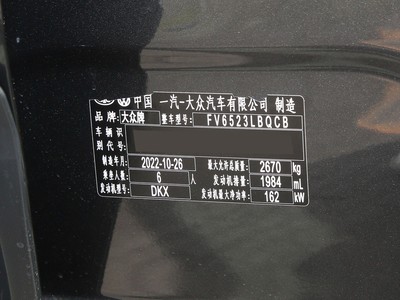 中国 一汽-大众汽车有限公司 制造
品牌: 大众牌 整车型号: FV6523LBQCB
车辆识
别代号:
制造年月: 2022-10-26 最大允许总质量: 2670 kg
乘坐人数: 6 人 发动机排量: 1984 mL
发动机型号: DKX 发动机最大净功率: 162 kW